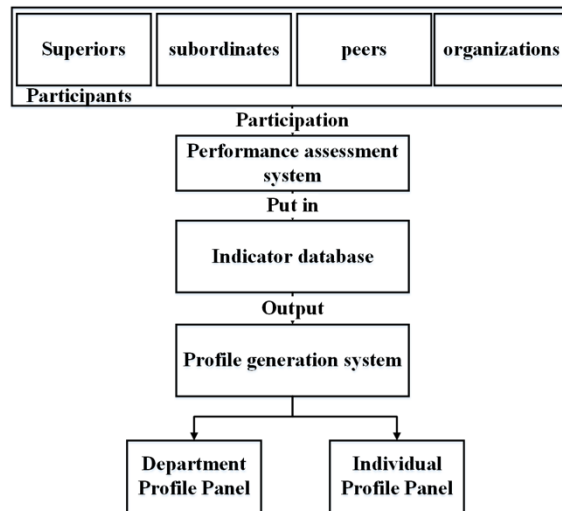 Superiors
subordinates
peers
organizations
Participants
Participation
Performance assessment
system
Put in
Indicator database
Output
Profile generation system
Department
Profile Panel
Individual
Profile Panel